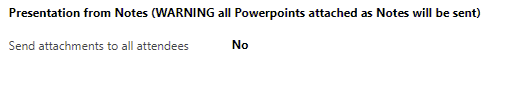 Presentation from Notes (WARNING all Powerpoints attached as Notes will be sent)
Send attachments to all attendees No